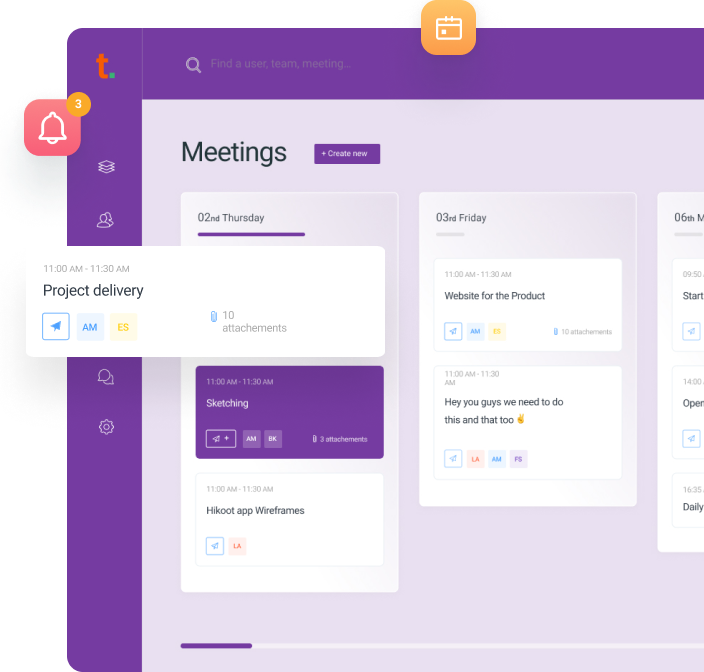 t.
Find a user, team, meeting...
3
Meetings
+ Create new
02nd Thursday
11:00 AM - 11:30 AM
Project delivery
AM
ES
10
attachements
11:00 AM - 11:30 AM
Sketching
+
AM
BK
3 attachements
11:00 AM - 11:30 AM
Hikoot app Wireframes
LA
03rd Friday
11:00 AM - 11:30 AM
Website for the Product
AM
ES
10 attachements
11:00 AM - 11:30
AM
Hey you guys we need to do
this and that too ✌️
LA
AM
FS
06th M
09:50
Start
14:00
Open
16:35
Daily